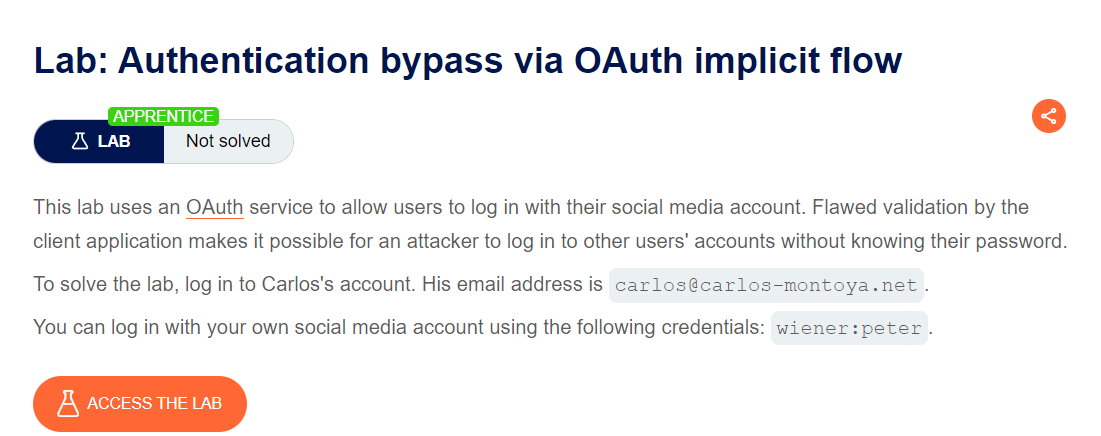 Lab: Authentication bypass via OAuth implicit flow
APPRENTICE
LAB Not solved
This lab uses an OAuth service to allow users to log in with their social media account. Flawed validation by the
client application makes it possible for an attacker to log in to other users' accounts without knowing their password.
To solve the lab, log in to Carlos's account. His email address is carlos@carlos-montoya.net.
You can log in with your own social media account using the following credentials: wiener:peter.
ACCESS THE LAB